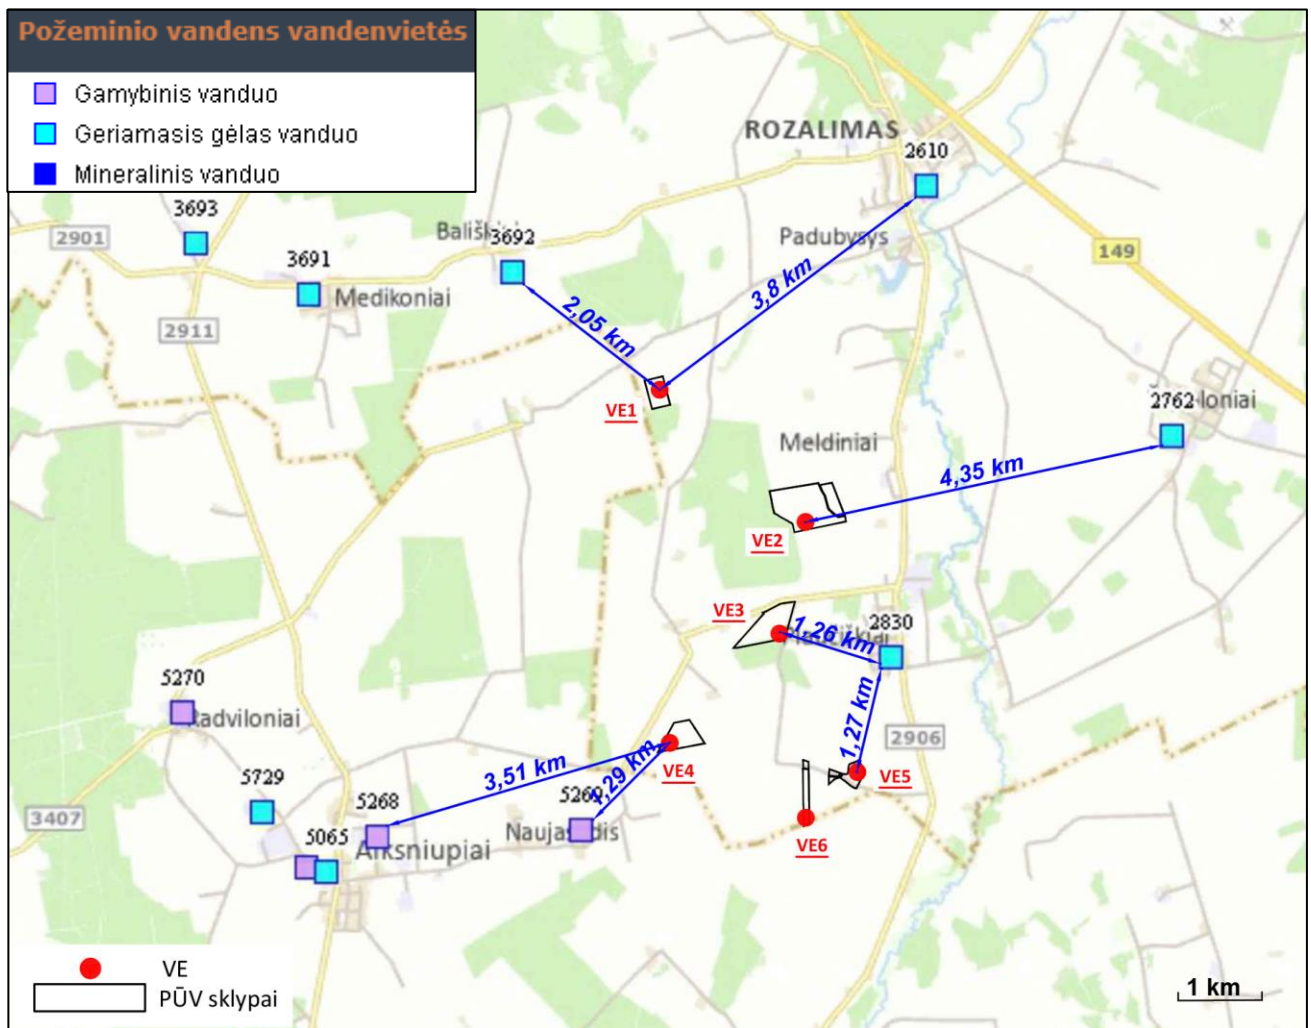 Požeminio vandens vandenvietės
Gamybinis vanduo
Geriamasis gėlas vanduo
Mineralinis vanduo
ROZALIMAS
2610
3693
2901
3692
3691
Medikoniai
Padubysys
149
2911
2,05 km
3,8 km
VE1
2762
Meldiniai
4,35 km
VE2
VE3
2830
1,26 km
5270
Radviloniai
1,27 km
2906
3,51 km
1,29 km
VE4
VE5
5729
5268
3407
5065
VE6
VE
PŪV sklypai
1 km